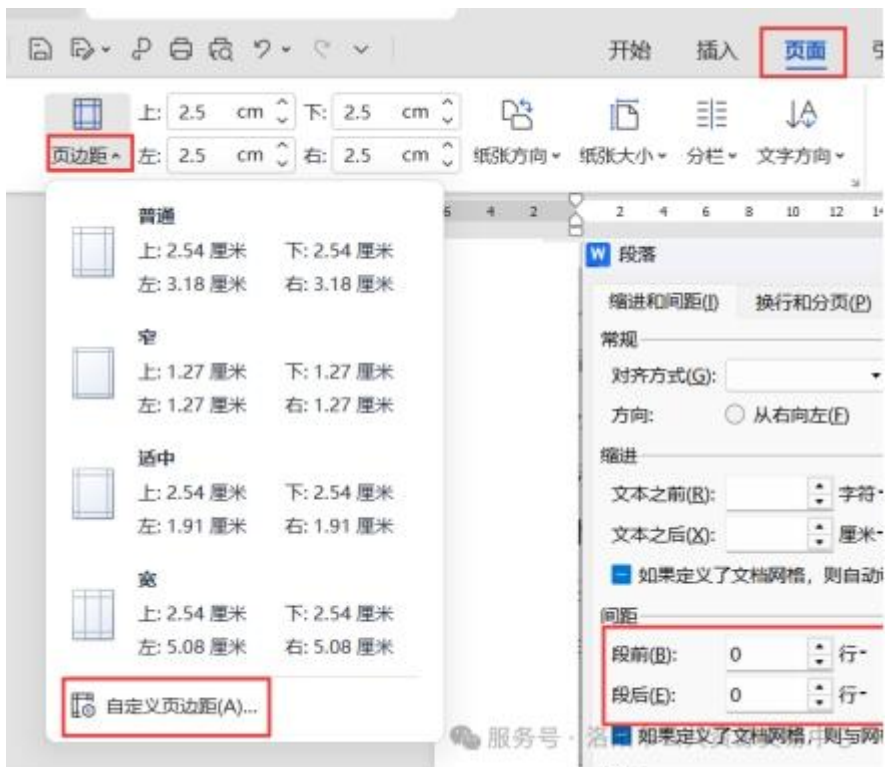 开始 插入 页面
上: 2.5 cm 下: 2.5 cm
页边距 左: 2.5 cm 右: 2.5 cm 纸张方向 纸张大小 分栏 文字方向
6 4 2 2 4 6 8 10 12
普通
上: 2.54 厘米 下: 2.54 厘米
左: 3.18 厘米 右: 3.18 厘米
窄
上: 1.27 厘米 下: 1.27 厘米
左: 1.27 厘米 右: 1.27 厘米
适中
上: 2.54 厘米 下: 2.54 厘米
左: 1.91 厘米 右: 1.91 厘米
宽
上: 2.54 厘米 下: 2.54 厘米
左: 5.08 厘米 右: 5.08 厘米
自定义页边距(A)...
W 段落
缩进和间距(I) 换行和分页(P)
常规
对齐方式(G):
方向: 从右向左(F)
缩进
文本之前(R): 字符
文本之后(X): 厘米
如果定义了文档网格，则自动
间距
段前(B): 0 行
段后(E): 0 行
如果定义了文档网格，则与网
服务号 · 洛